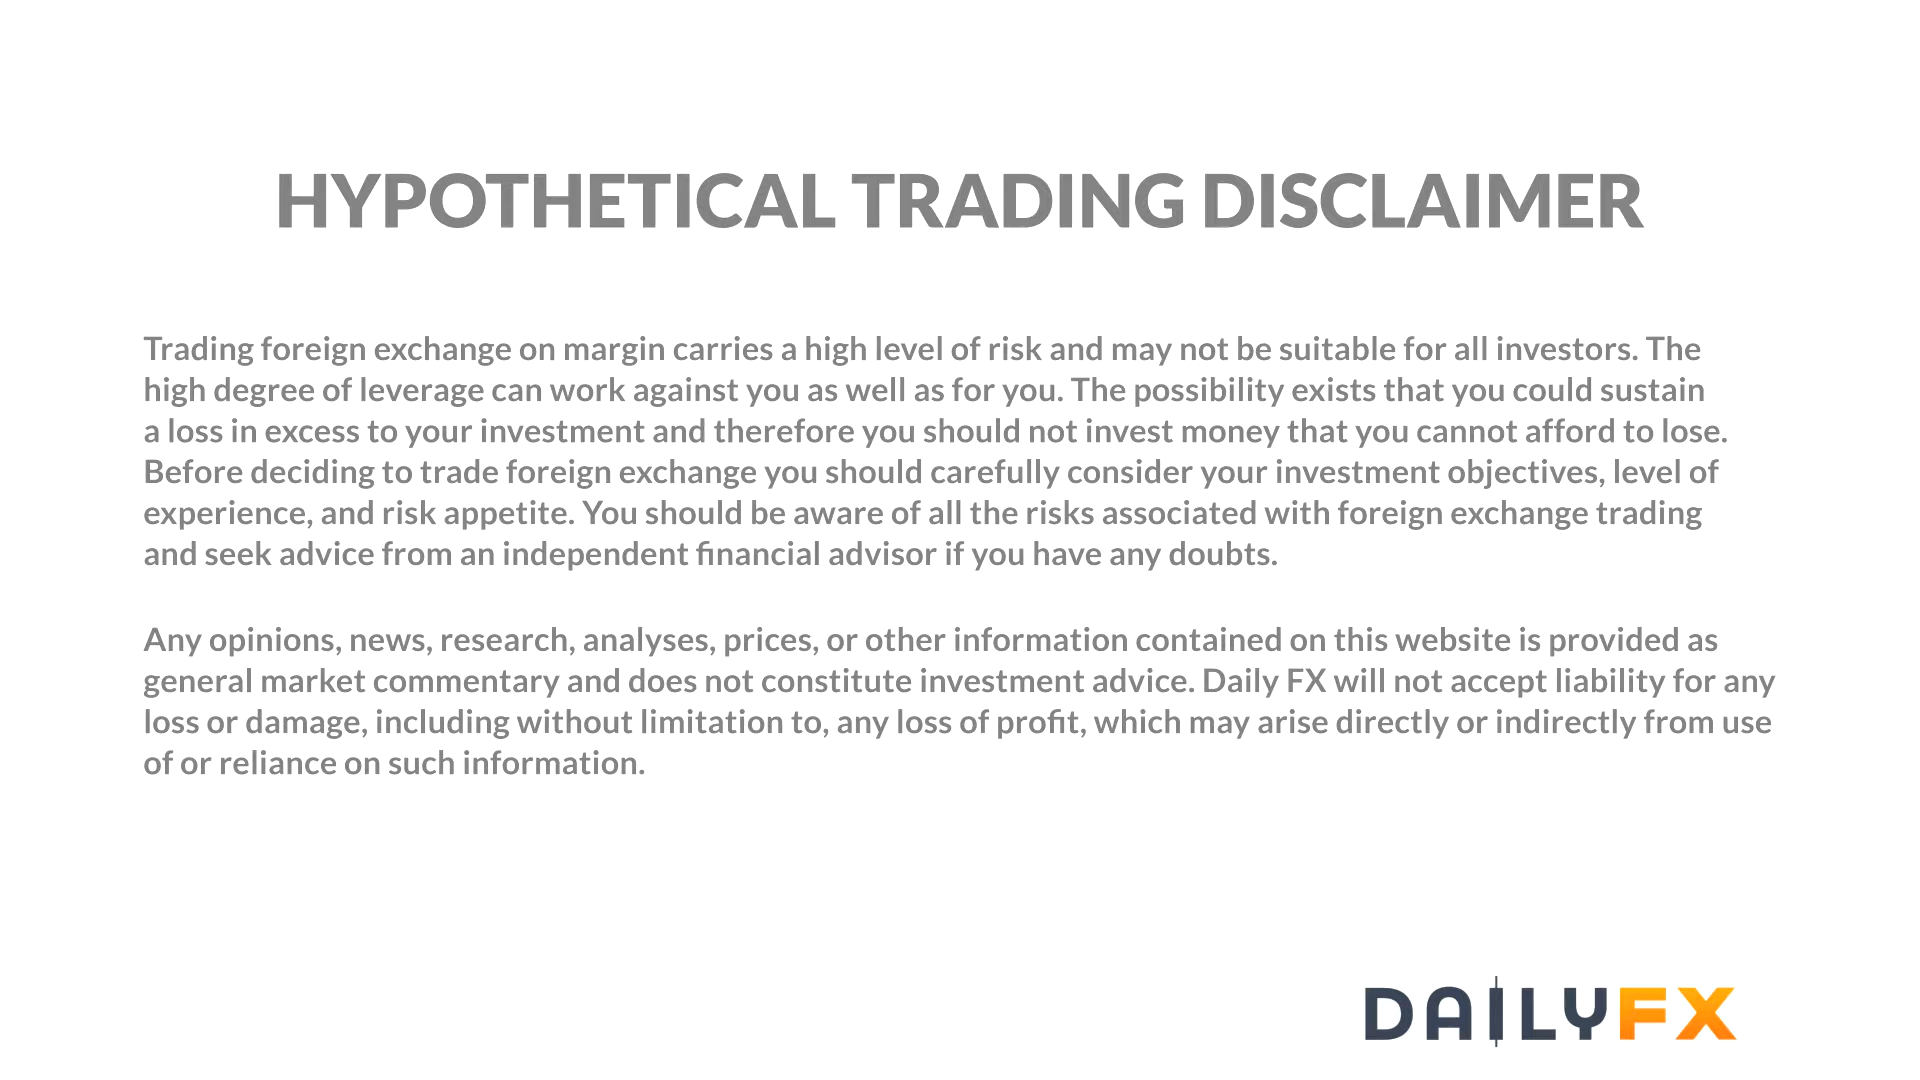 HYPOTHETICAL TRADING DISCLAIMER
Trading foreign exchange on margin carries a high level of risk and may not be suitable for all investors. The
high degree of leverage can work against you as well as for you. The possibility exists that you could sustain
a loss in excess to your investment and therefore you should not invest money that you cannot afford to lose.
Before deciding to trade foreign exchange you should carefully consider your investment objectives, level of
experience, and risk appetite. You should be aware of all the risks associated with foreign exchange trading
and seek advice from an independent financial advisor if you have any doubts.
Any opinions, news, research, analyses, prices, or other information contained on this website is provided as
general market commentary and does not constitute investment advice. Daily FX will not accept liability for any
loss or damage, including without limitation to, any loss of profit, which may arise directly or indirectly from use
of or reliance on such information.
DAILYFX